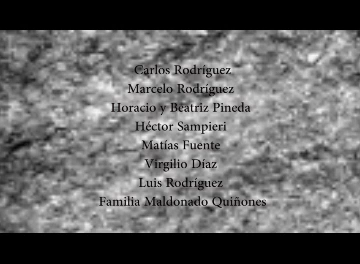 Carlos Rodríguez
Marcelo Rodríguez
Horacio y Beatriz Pineda
Héctor Sampieri
Matías Fuente
Virgilio Díaz
Luis Rodríguez
Familia Maldonado Quiñones